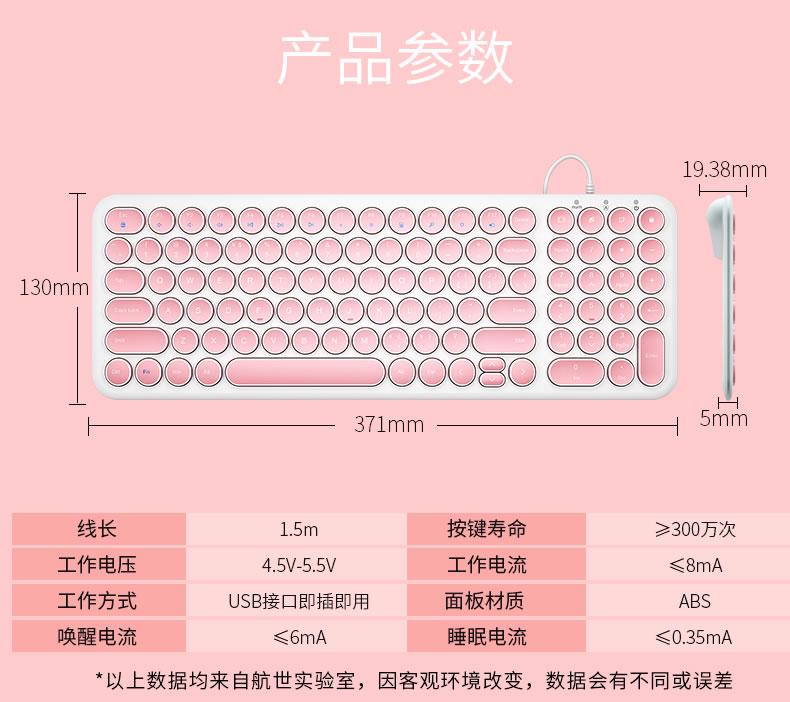 产品参数
19.38mm
130mm
5mm
371mm
线长 1.5m 按键寿命 ≥300万次
工作电压 4.5V-5.5V 工作电流 ≤8mA
工作方式 USB接口即插即用 面板材质 ABS
唤醒电流 ≤6mA 睡眠电流 ≤0.35mA
*以上数据均来自航世实验室，因客观环境改变，数据会有不同或误差